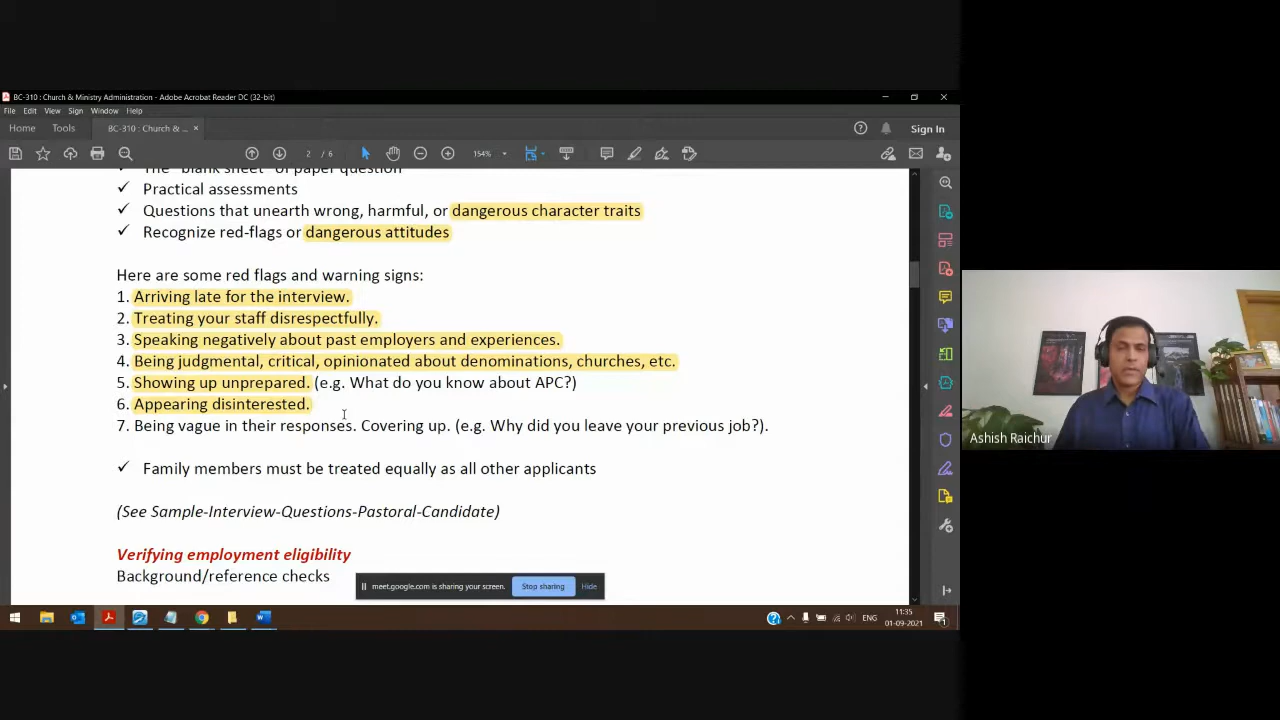 BC-310 : Church & Ministry Administration - Adobe Acrobat Reader DC (32-bit)
File Edit View Sign Window Help
Home Tools BC-310 : Church & ... × Sign In
2 / 6 154%
✓ The "blank sheet" of paper question
✓ Practical assessments
✓ Questions that unearth wrong, harmful, or dangerous character traits
✓ Recognize red-flags or dangerous attitudes
Here are some red flags and warning signs:
1. Arriving late for the interview.
2. Treating your staff disrespectfully.
3. Speaking negatively about past employers and experiences.
4. Being judgmental, critical, opinionated about denominations, churches, etc.
5. Showing up unprepared. (e.g. What do you know about APC?)
6. Appearing disinterested.
7. Being vague in their responses. Covering up. (e.g. Why did you leave your previous job?).
✓ Family members must be treated equally as all other applicants
(See Sample-Interview-Questions-Pastoral-Candidate)
Verifying employment eligibility
Background/reference checks
meet.google.com is sharing your screen. Stop sharing Hide
ENG 11:35
01-09-2021
Ashish Raichur